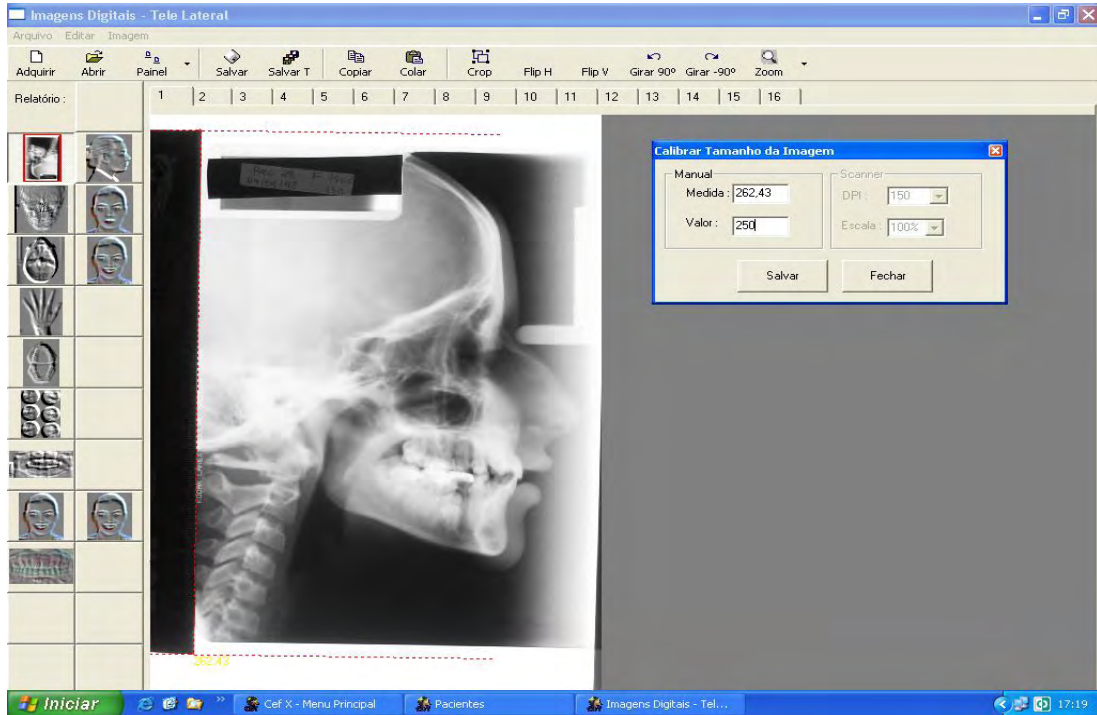 Imagens Digitais - Tele Lateral
Arquivo Editar Imagem
Adquirir Abrir Painel Salvar Salvar T Copiar Colar Crop Flip H Flip V Girar 90º Girar -90º Zoom
Relatório :
1 2 3 4 5 6 7 8 9 10 11 12 13 14 15 16
Calibrar Tamanho da Imagem
Manual
Medida : 262,43
Valor : 250
Scanner
DPI : 150
Escala : 100%
Salvar Fechar
262,43
Iniciar Cef X - Menu Principal Pacientes Imagens Digitais - Tel... 17:19